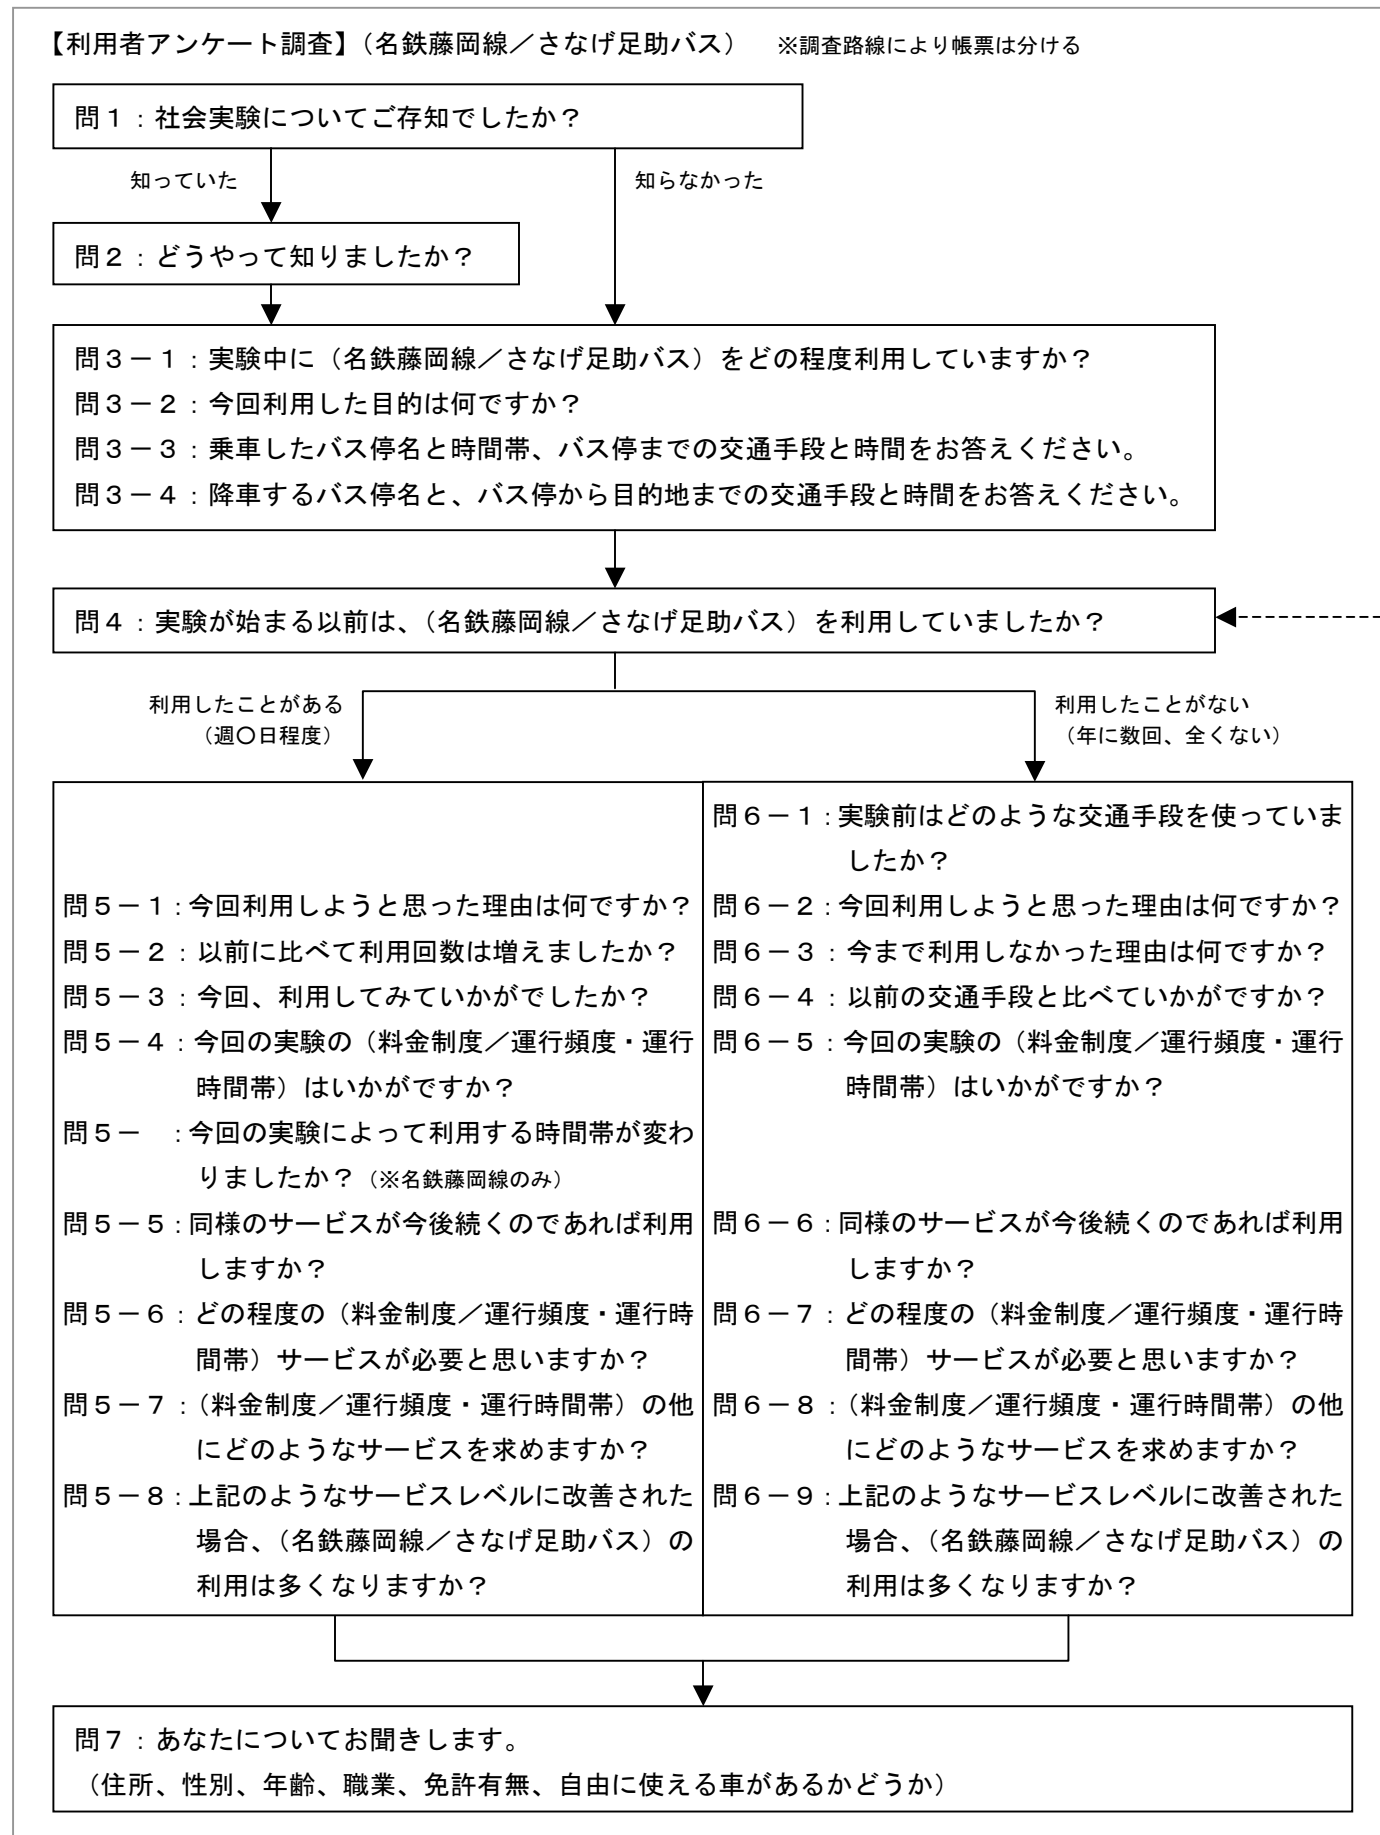 【利用者アンケート調査】（名鉄藤岡線／さなげ足助バス） ※調査路線により帳票は分ける
問１：社会実験についてご存知でしたか？
知っていた
知らなかった
問２：どうやって知りましたか？
問３－１：実験中に（名鉄藤岡線／さなげ足助バス）をどの程度利用していますか？
問３－２：今回利用した目的は何ですか？
問３－３：乗車したバス停名と時間帯、バス停までの交通手段と時間をお答えください。
問３－４：降車するバス停名と、バス停から目的地までの交通手段と時間をお答えください。
問４：実験が始まる以前は、（名鉄藤岡線／さなげ足助バス）を利用していましたか？
利用したことがある
（週〇日程度）
利用したことがない
（年に数回、全くない）
問５－１：今回利用しようと思った理由は何ですか？
問５－２：以前に比べて利用回数は増えましたか？
問５－３：今回、利用してみていかがでしたか？
問５－４：今回の実験の（料金制度／運行頻度・運行
時間帯）はいかがですか？
問５－　：今回の実験によって利用する時間帯が変わ
りましたか？（※名鉄藤岡線のみ）
問５－５：同様のサービスが今後続くのであれば利用
しますか？
問５－６：どの程度の（料金制度／運行頻度・運行時
間帯）サービスが必要と思いますか？
問５－７：（料金制度／運行頻度・運行時間帯）の他
にどのようなサービスを求めますか？
問５－８：上記のようなサービスレベルに改善された
場合、（名鉄藤岡線／さなげ足助バス）の
利用は多くなりますか？
問６－１：実験前はどのような交通手段を使っていま
したか？
問６－２：今回利用しようと思った理由は何ですか？
問６－３：今まで利用しなかった理由は何ですか？
問６－４：以前の交通手段と比べていかがですか？
問６－５：今回の実験の（料金制度／運行頻度・運行
時間帯）はいかがですか？
問６－６：同様のサービスが今後続くのであれば利用
しますか？
問６－７：どの程度の（料金制度／運行頻度・運行時
間帯）サービスが必要と思いますか？
問６－８：（料金制度／運行頻度・運行時間帯）の他
にどのようなサービスを求めますか？
問６－９：上記のようなサービスレベルに改善された
場合、（名鉄藤岡線／さなげ足助バス）の
利用は多くなりますか？
問７：あなたについてお聞きします。
（住所、性別、年齢、職業、免許有無、自由に使える車があるかどうか）